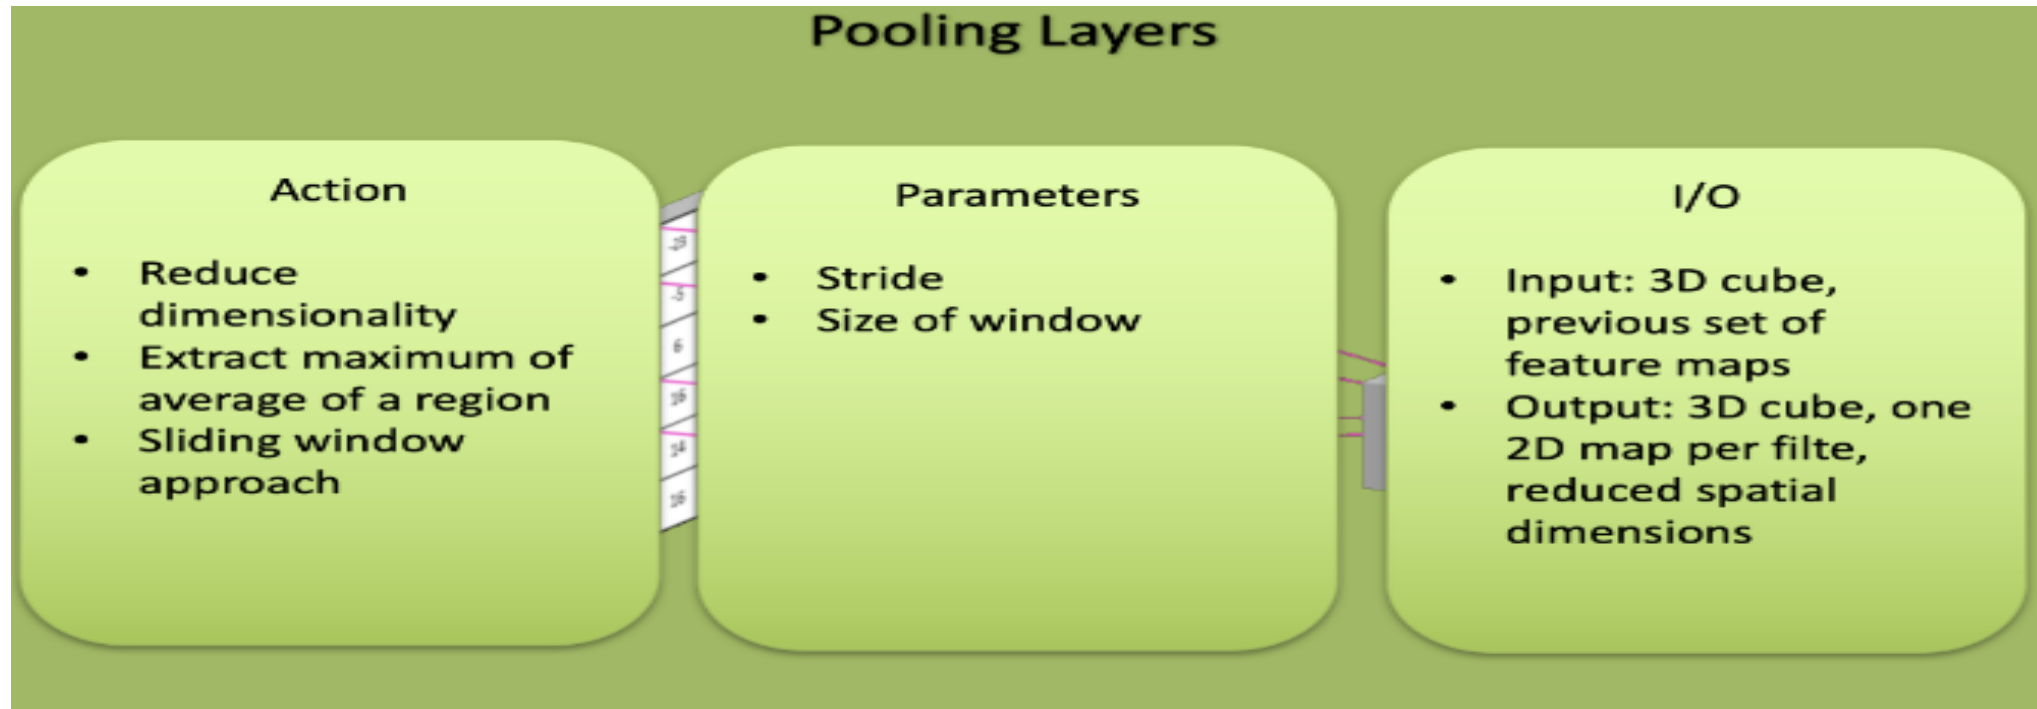 Pooling Layers
Action
• Reduce
dimensionality
• Extract maximum of
average of a region
• Sliding window
approach
Parameters
• Stride
• Size of window
I/O
• Input: 3D cube,
previous set of
feature maps
• Output: 3D cube, one
2D map per filte,
reduced spatial
dimensions